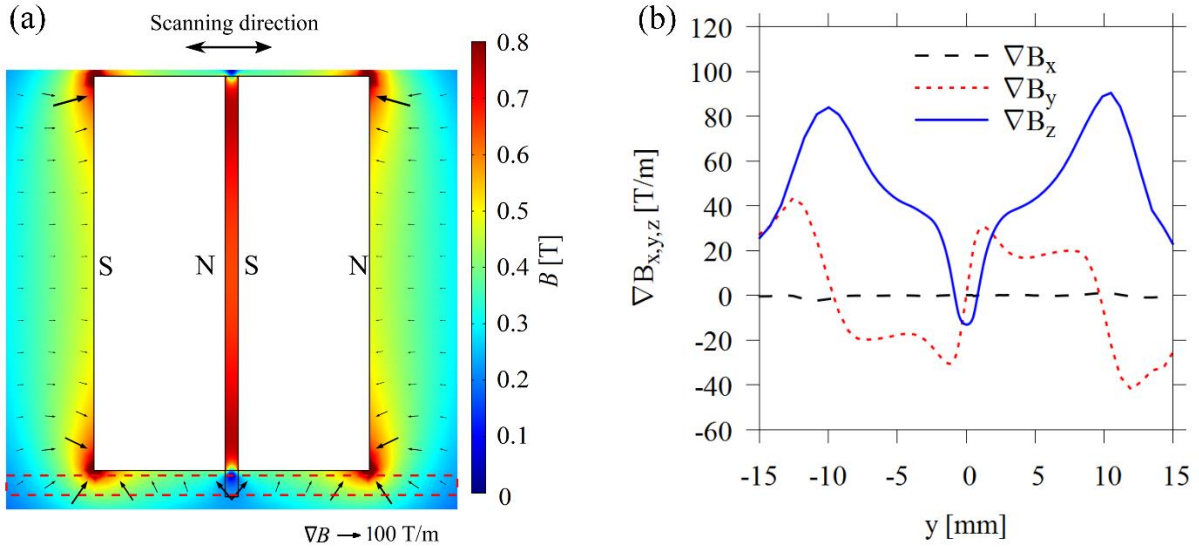 (a)
Scanning direction
S
N
S
N
∇B → 100 T/m
0.8
0.7
0.6
0.5
0.4
0.3
0.2
0.1
0
B [T]
(b)
∇Bx
∇By
∇Bz
120
100
80
60
40
20
0
-20
-40
-60
∇Bx,y,z [T/m]
-15
-10
-5
0
5
10
15
y [mm]